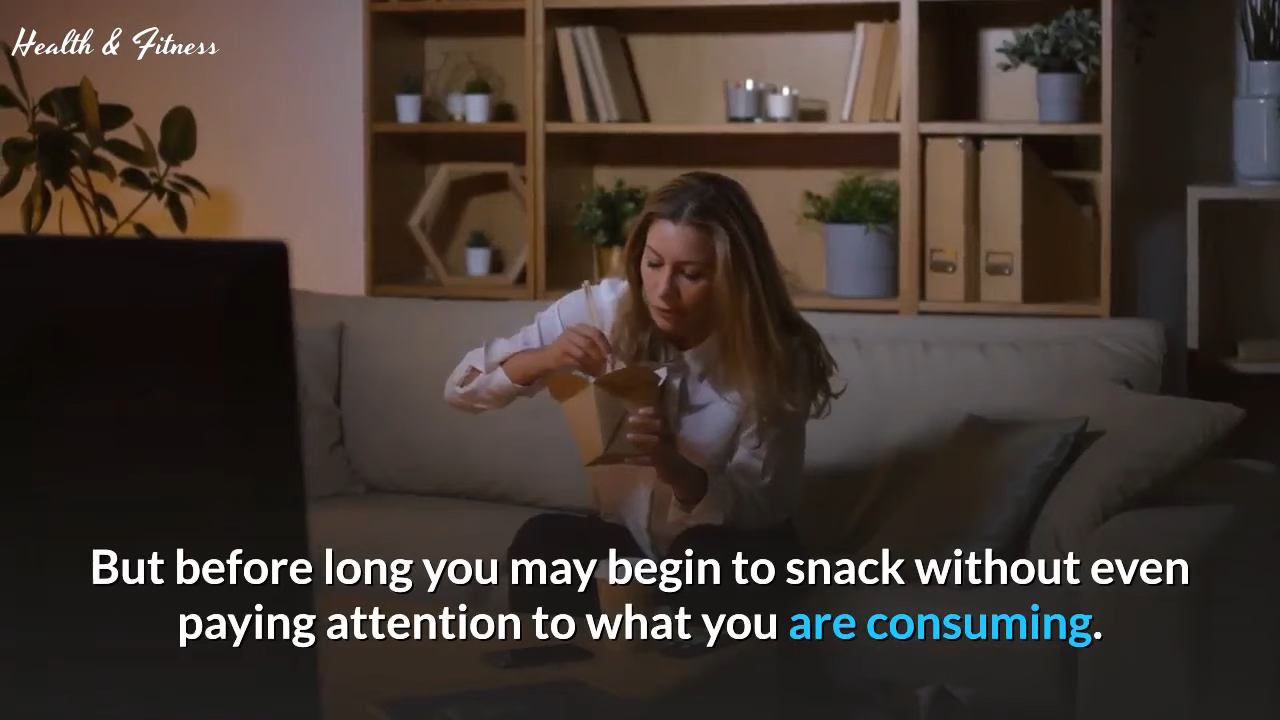 Health & Fitness
But before long you may begin to snack without even
paying attention to what you are consuming.